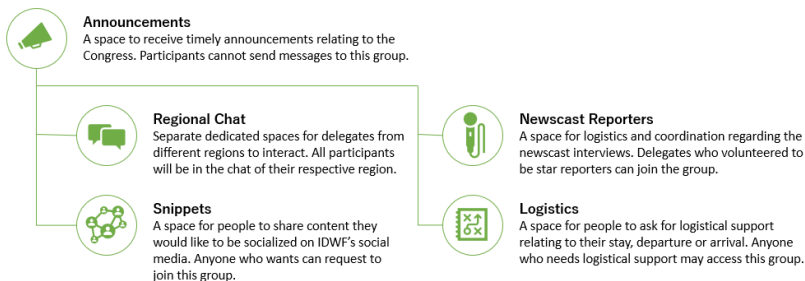 Announcements
A space to receive timely announcements relating to the
Congress. Participants cannot send messages to this group.
Regional Chat
Separate dedicated spaces for delegates from
different regions to interact. All participants
will be in the chat of their respective region.
Newscast Reporters
A space for logistics and coordination regarding the
newscast interviews. Delegates who volunteered to
be star reporters can join the group.
Snippets
A space for people to share content they
would like to be socialized on IDWF's social
media. Anyone who wants can request to
join this group.
Logistics
A space for people to ask for logistical support
relating to their stay, departure or arrival. Anyone
who needs logistical support may access this group.